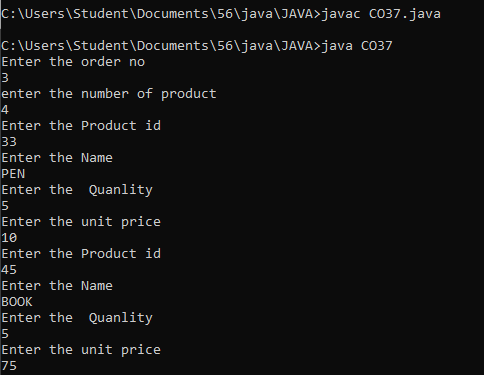 C:\Users\Student\Documents\56\java\JAVA>javac CO37.java
C:\Users\Student\Documents\56\java\JAVA>java CO37
Enter the order no
3
enter the number of product
4
Enter the Product id
33
Enter the Name
PEN
Enter the  Quanlity
5
Enter the unit price
10
Enter the Product id
45
Enter the Name
BOOK
Enter the  Quanlity
5
Enter the unit price
75